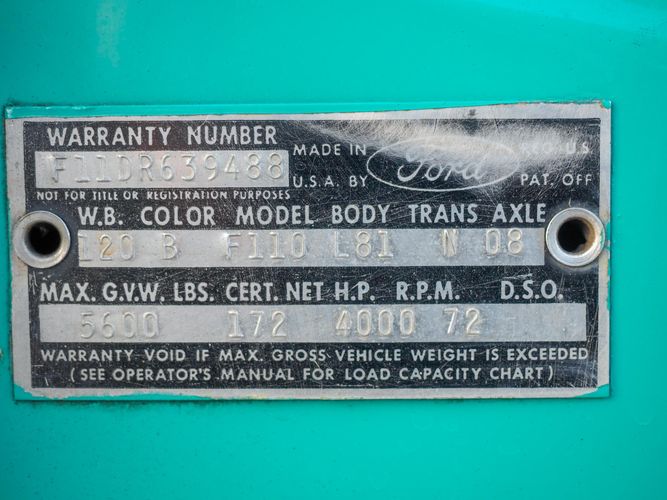 WARRANTY NUMBER
F11DR639488
MADE IN
U.S.A. BY
Ford
REG. U.S.
PAT. OFF
NOT FOR TITLE OR REGISTRATION PURPOSES
W.B. COLOR MODEL BODY TRANS AXLE
120 B F110 L81 N 08
MAX. G.V.W. LBS. CERT. NET H.P. R.P.M. D.S.O.
5600 172 4000 72
WARRANTY VOID IF MAX. GROSS VEHICLE WEIGHT IS EXCEEDED
(SEE OPERATOR'S MANUAL FOR LOAD CAPACITY CHART)